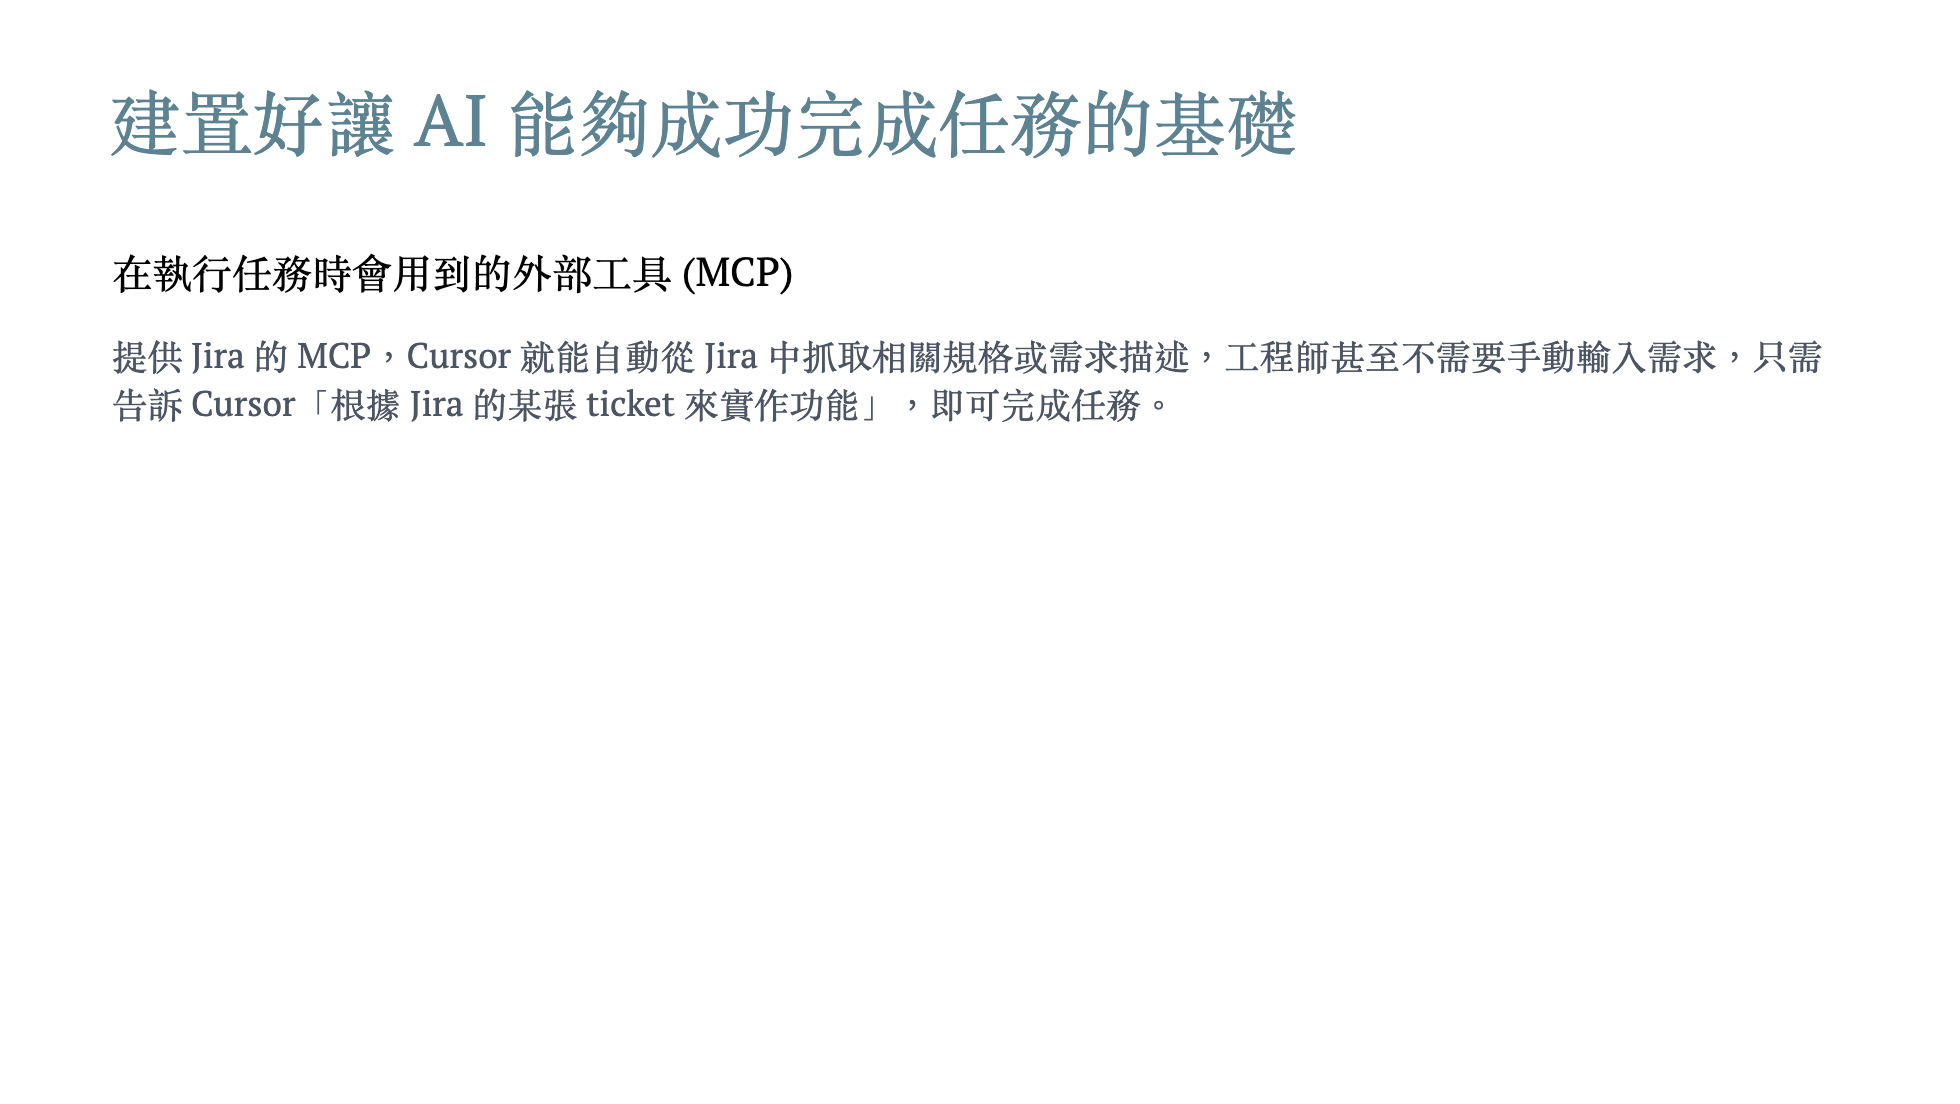 建置好讓 AI 能夠成功完成任務的基礎
在執行任務時會用到的外部工具 (MCP)
提供 Jira 的 MCP，Cursor 就能自動從 Jira 中抓取相關規格或需求描述，工程師甚至不需要手動輸入需求，只需
告訴 Cursor「根據 Jira 的某張 ticket 來實作功能」，即可完成任務。